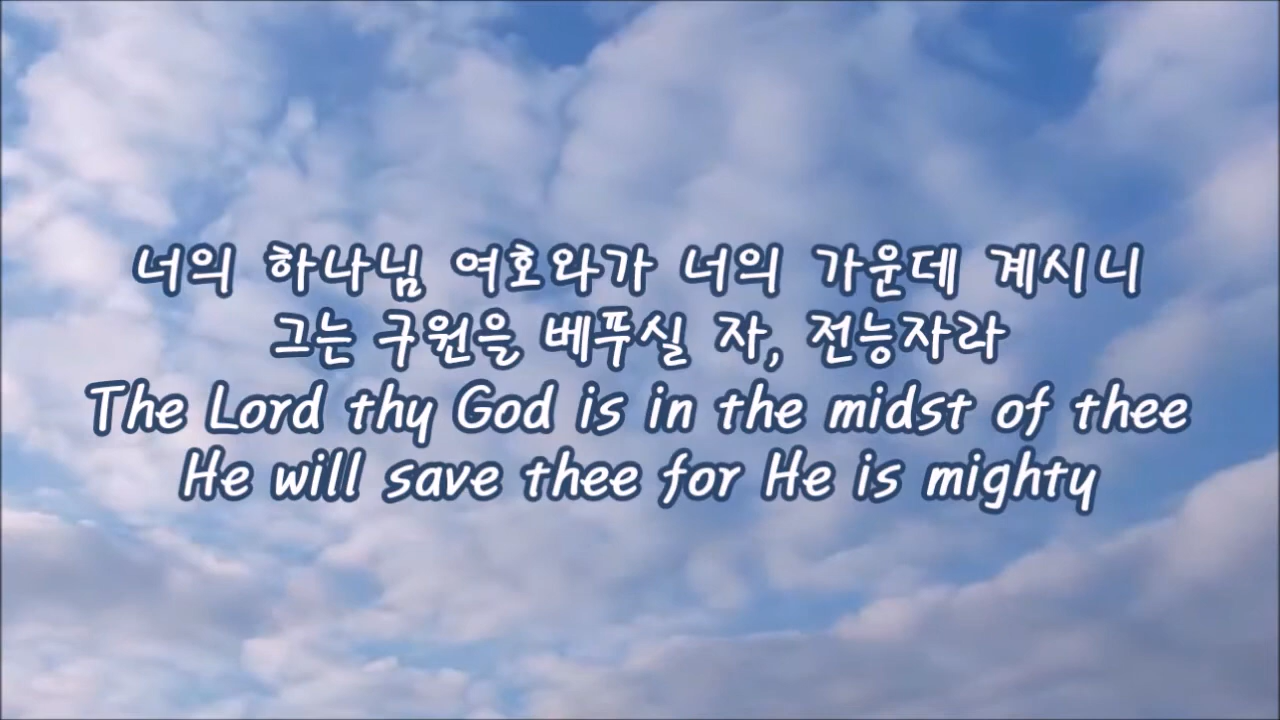 너의 하나님 여호와가 너의 가운데 계시니
그는 구원을 베푸실 자, 전능자라
The Lord thy God is in the midst of thee
He will save thee for He is mighty